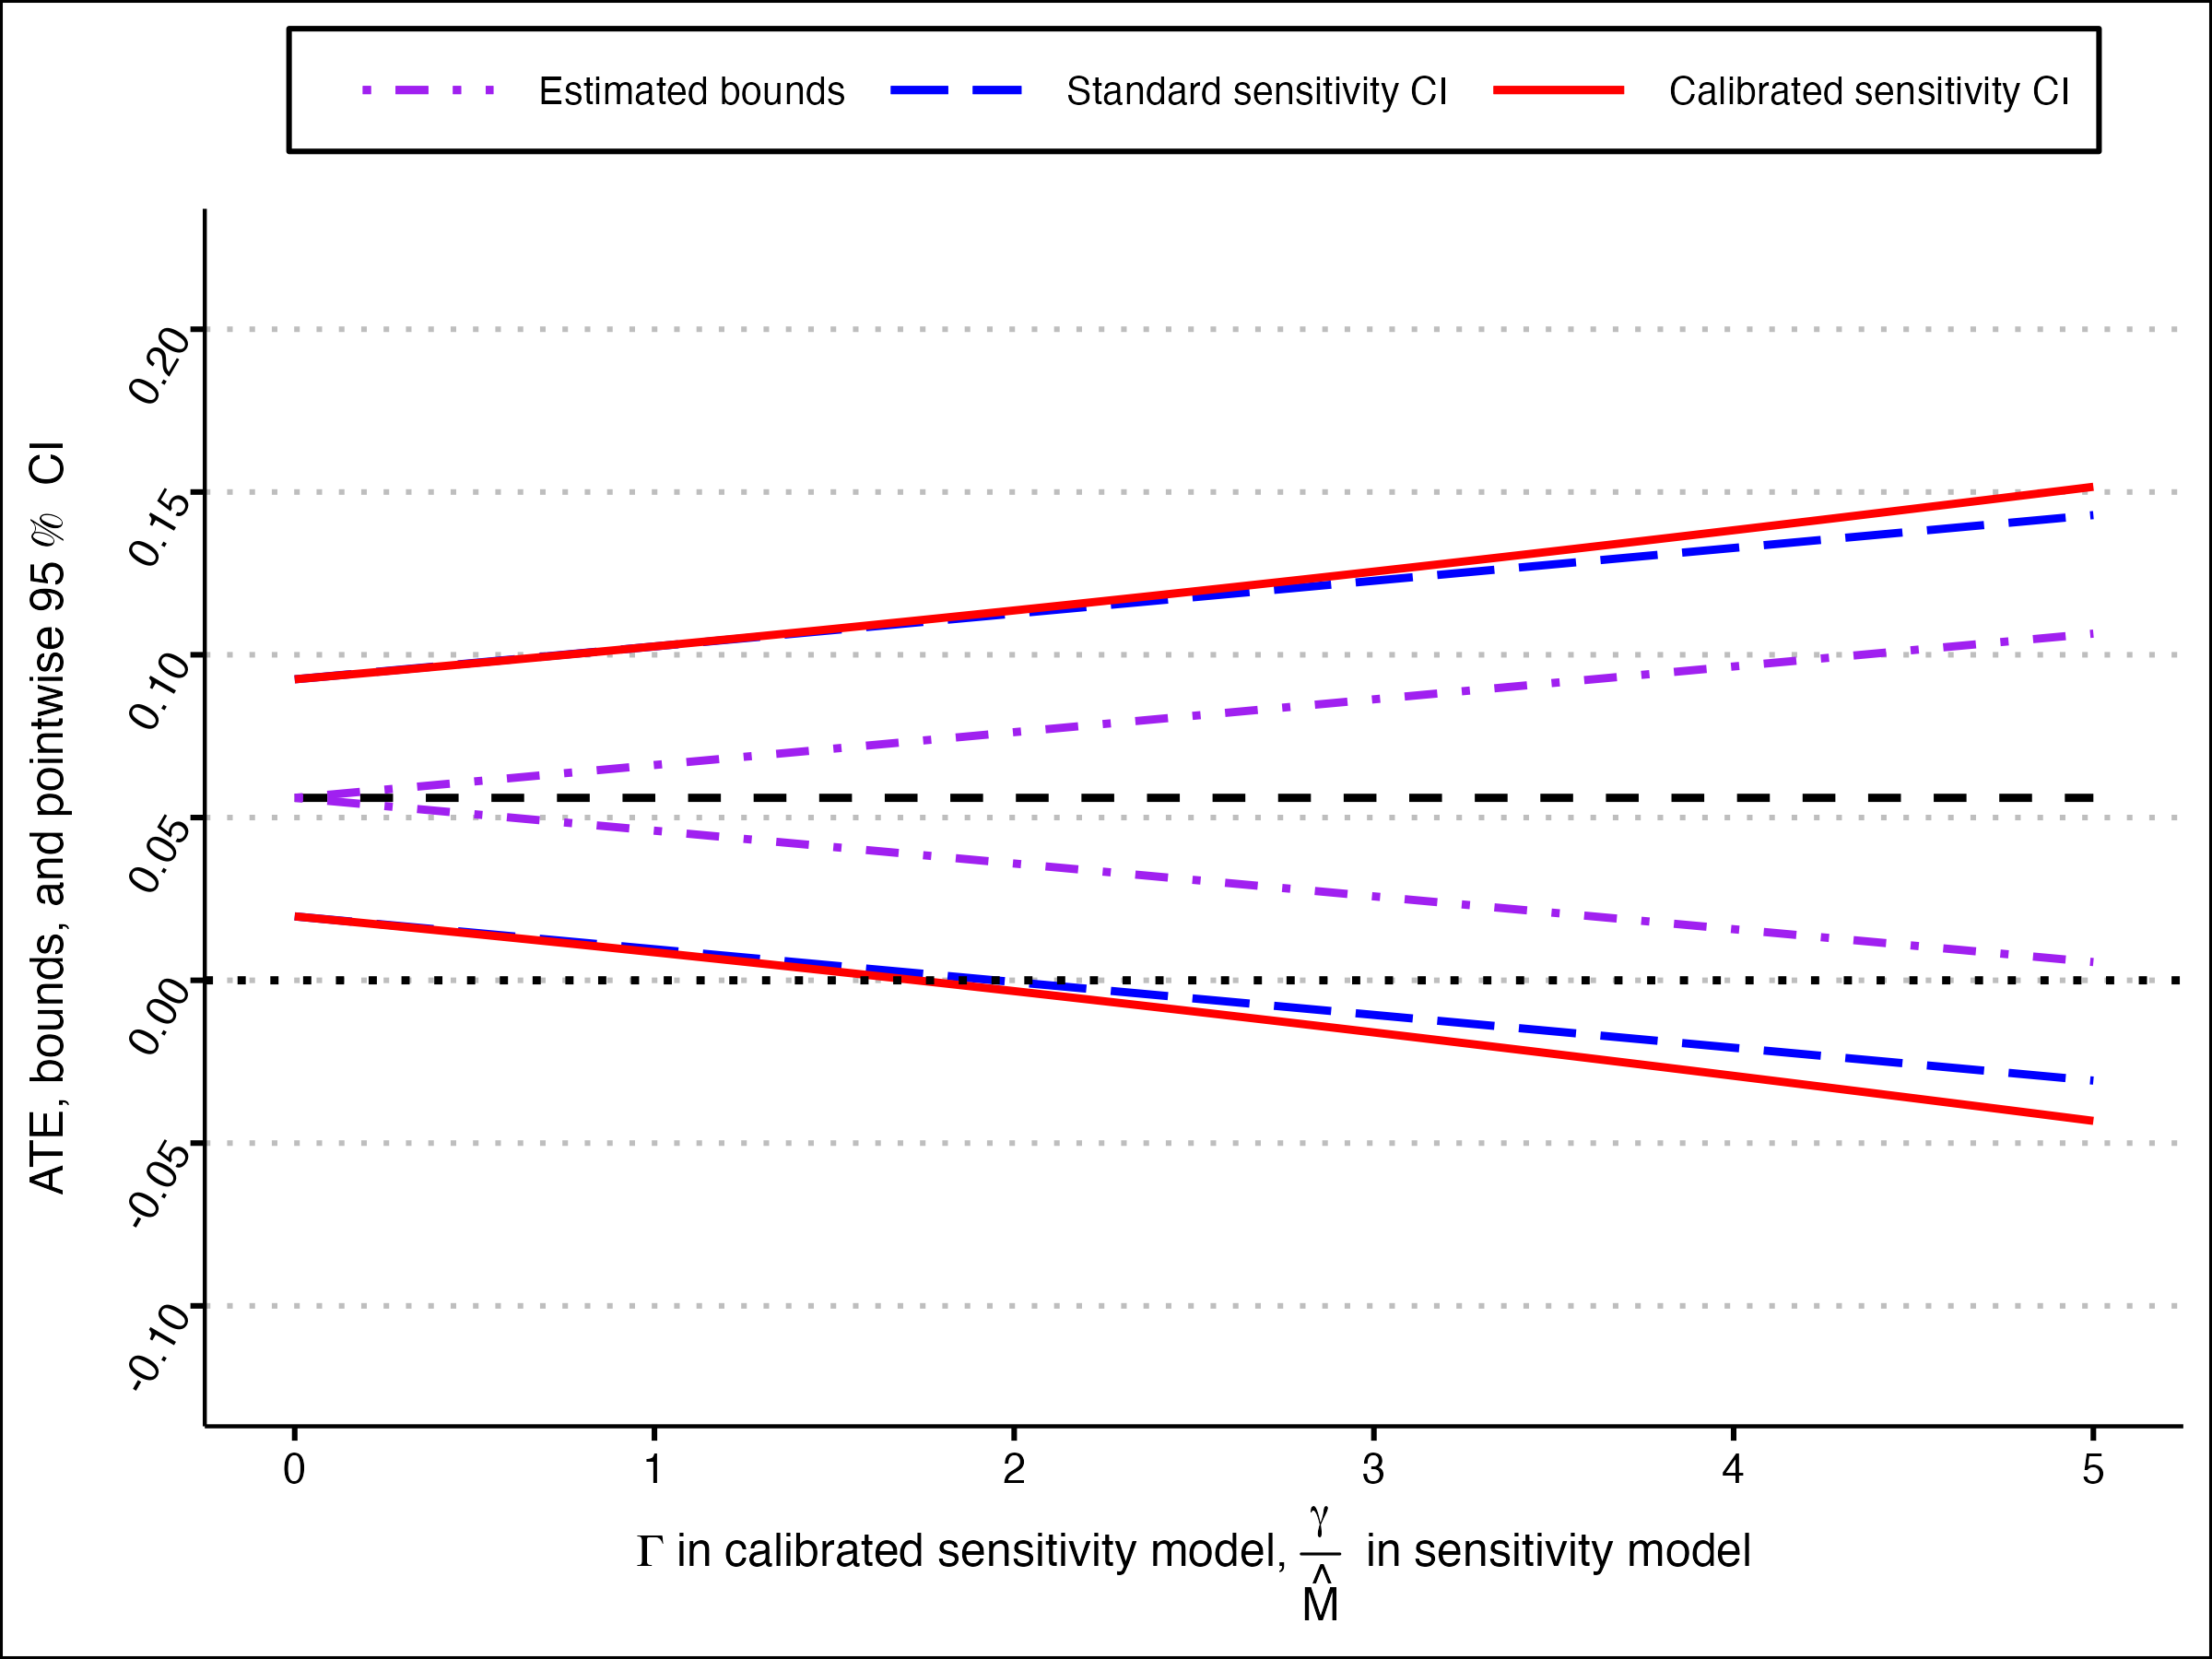 Estimated bounds Standard sensitivity CI Calibrated sensitivity CI
ATE, bounds, and pointwise 95 % CI
0.20
0.15
0.10
0.05
0.00
-0.05
-0.10
0 1 2 3 4 5
Γ in calibrated sensitivity model, γ/M̂ in sensitivity model